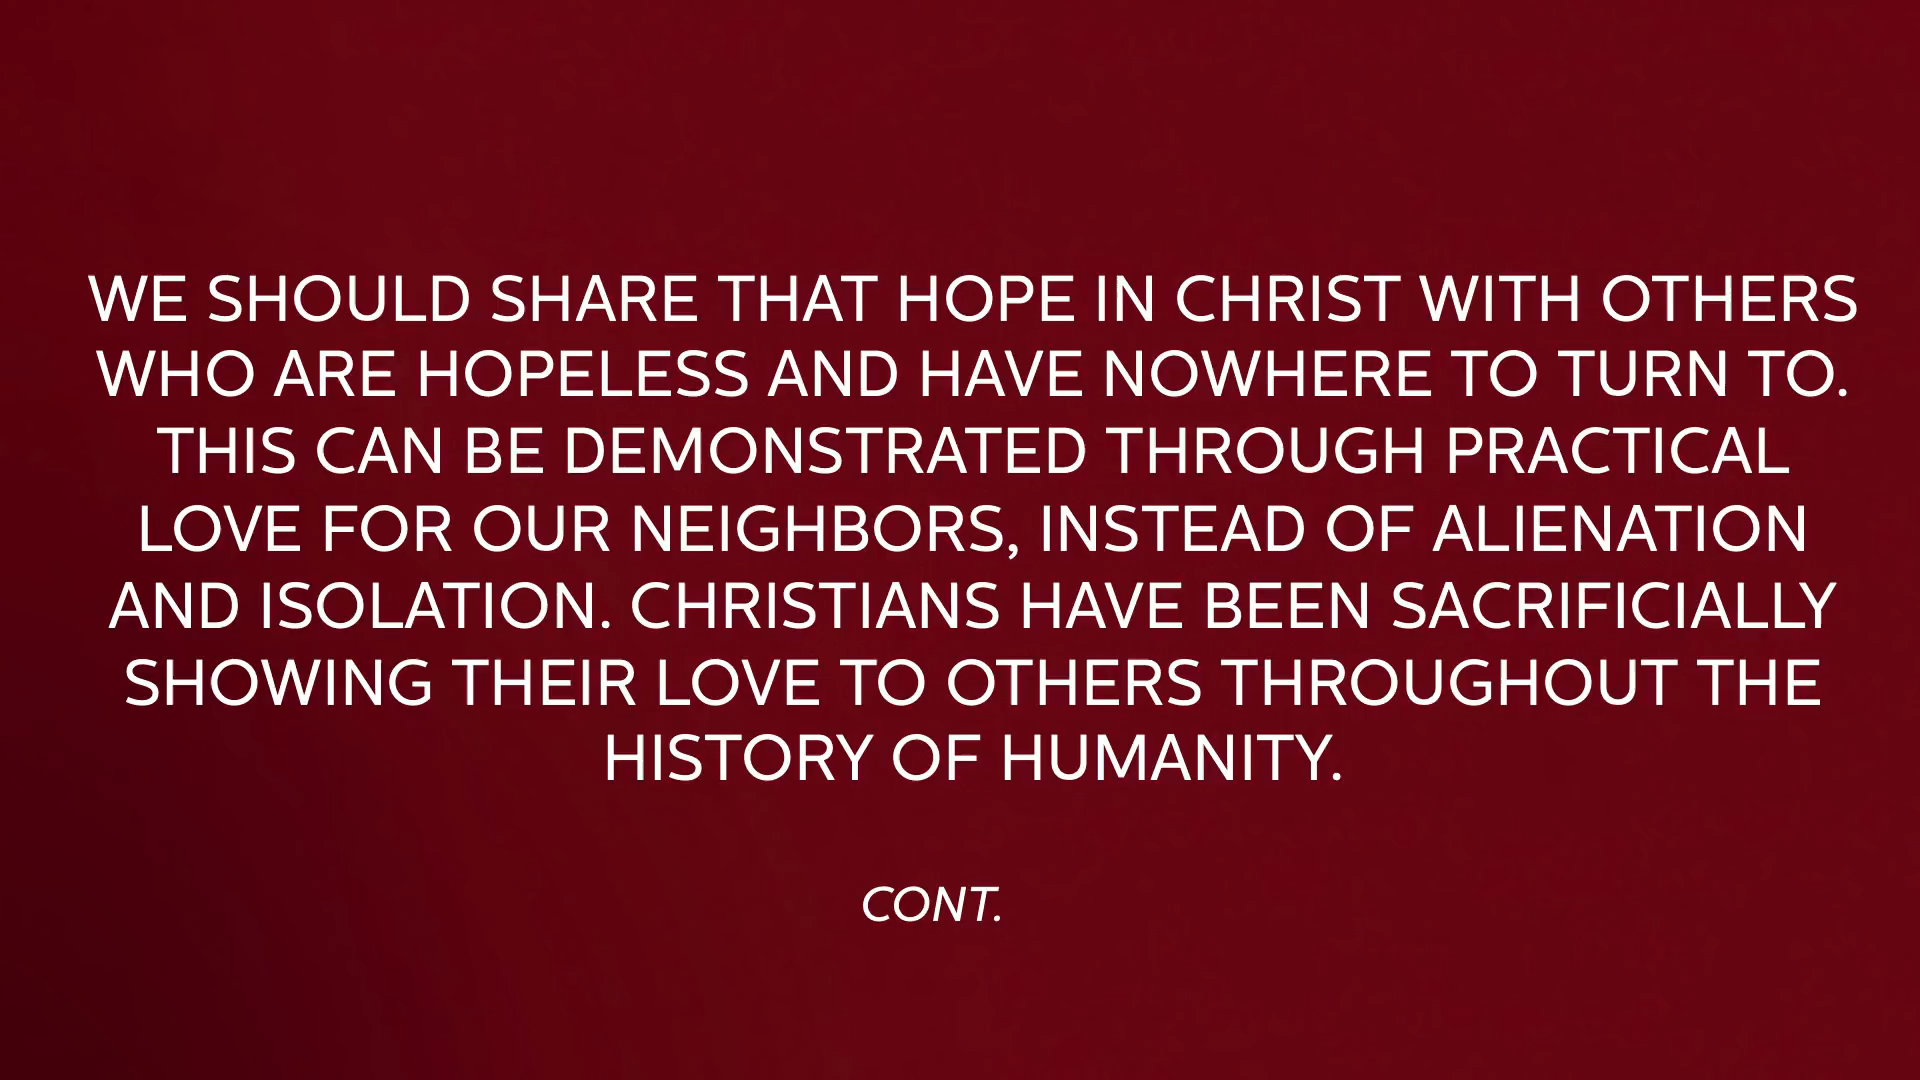 WE SHOULD SHARE THAT HOPE IN CHRIST WITH OTHERS
WHO ARE HOPELESS AND HAVE NOWHERE TO TURN TO.
THIS CAN BE DEMONSTRATED THROUGH PRACTICAL
LOVE FOR OUR NEIGHBORS, INSTEAD OF ALIENATION
AND ISOLATION. CHRISTIANS HAVE BEEN SACRIFICIALLY
SHOWING THEIR LOVE TO OTHERS THROUGHOUT THE
HISTORY OF HUMANITY.
CONT.